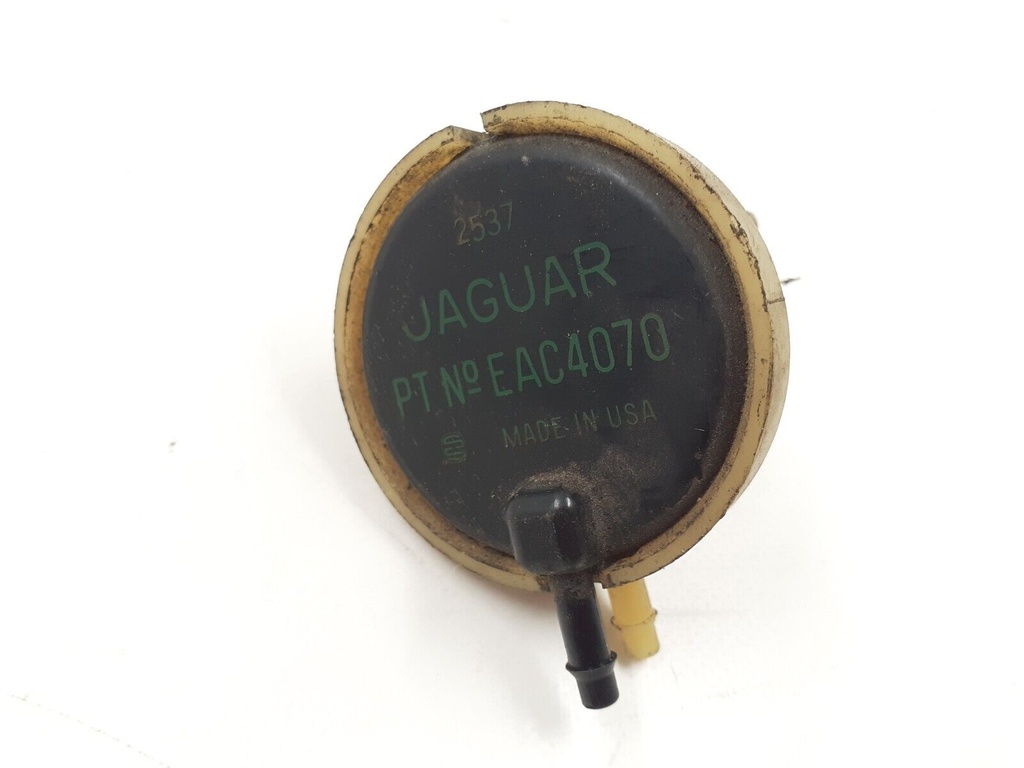 2537
JAGUAR
PT Nº EAC4070
MADE IN USA